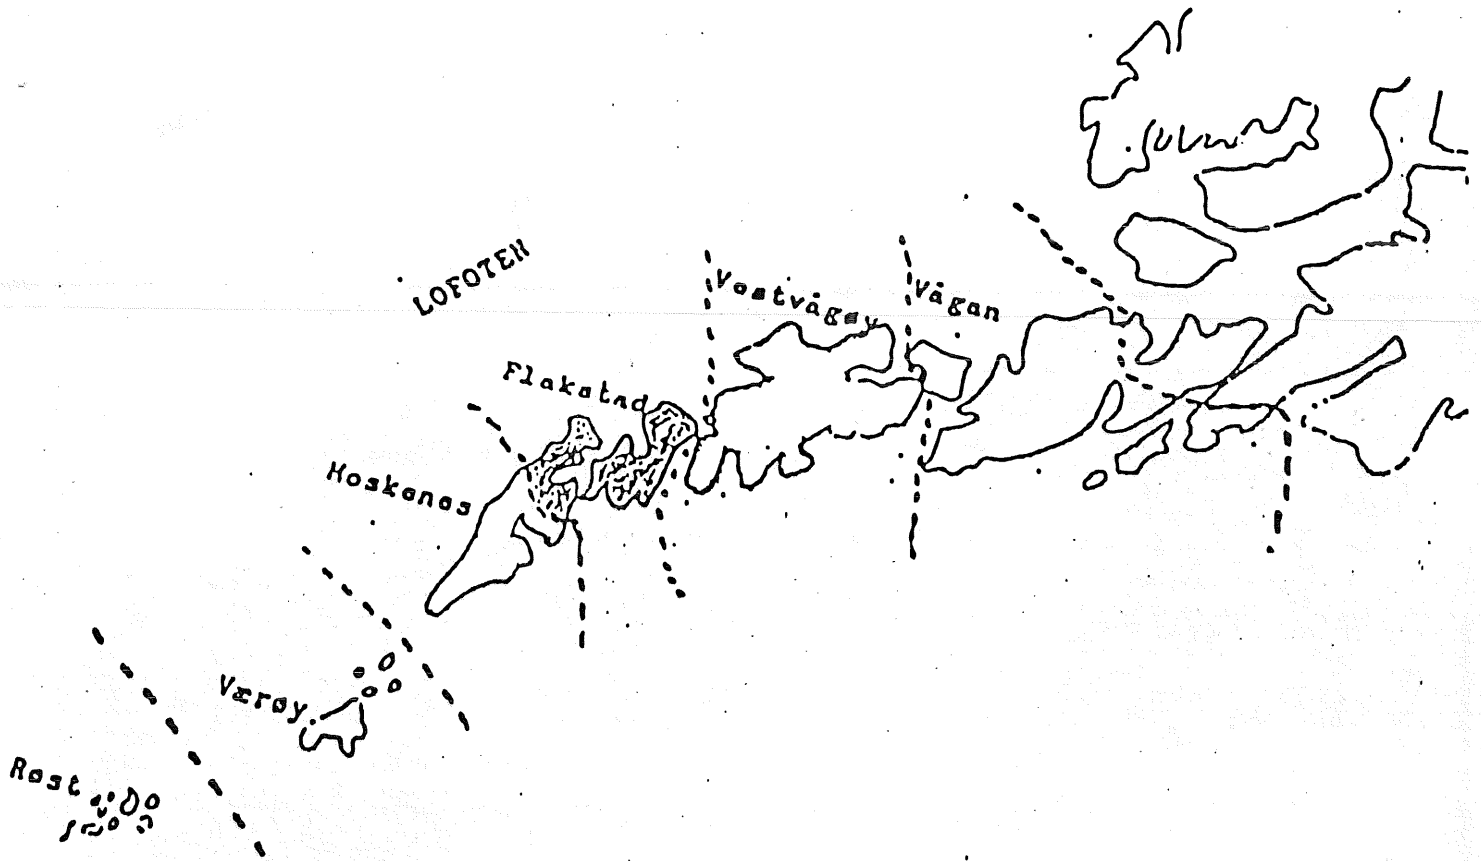 LOFOTEN
Vestvågøy
Vågan
Flakstad
Moskenes
Værøy
Røst